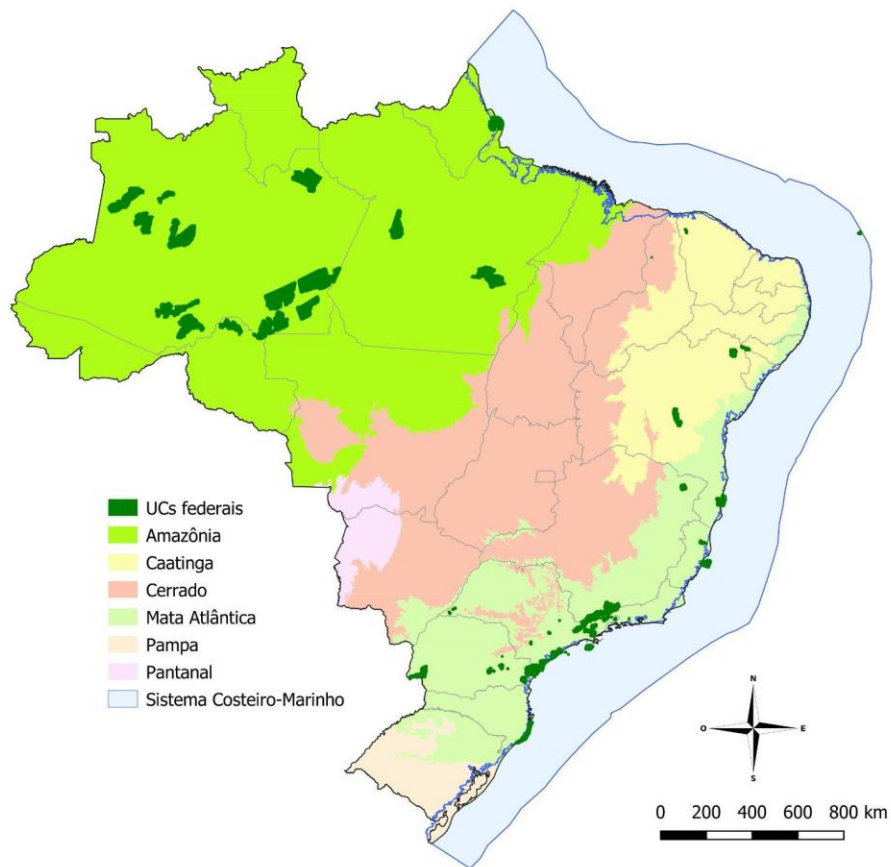 UCs federais
Amazônia
Caatinga
Cerrado
Mata Atlântica
Pampa
Pantanal
Sistema Costeiro-Marinho
N
O
E
S
0 200 400 600 800 km